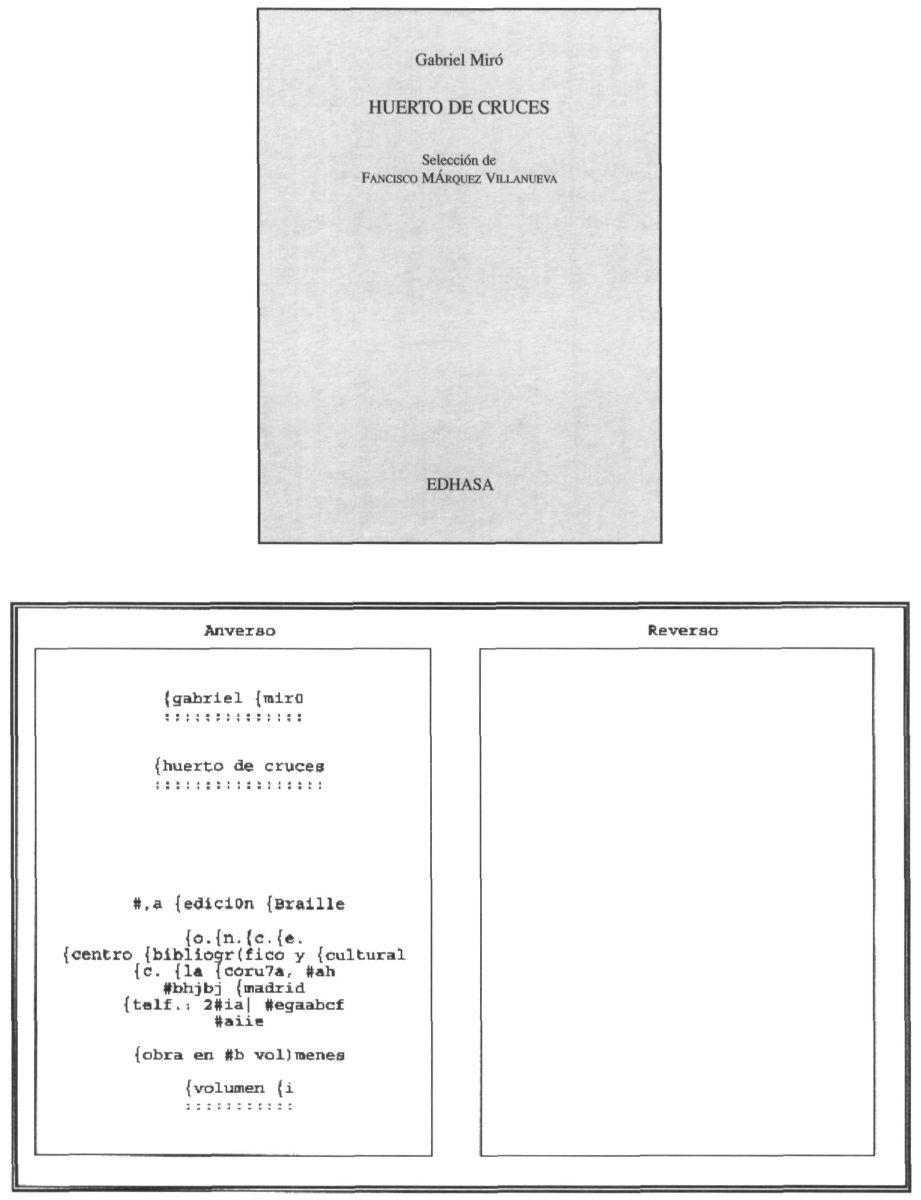 Gabriel Miró
HUERTO DE CRUCES
Selección de
FANCISCO MÁRQUEZ VILLANUEVA
EDHASA
Anverso
Reverso
{gabriel {mir0
::::::::::::::
{huerto de cruces
:::::::::::::::::
#,a {edici0n {Braille
{o.{n.{c.{e.
{centro {bibliogr(fico y {cultural
{c. {la {coru7a, #ah
#bhjbj {madrid
{telf.: 2#ia| #egaabcf
#aiie
{obra en #b vol)menes
{volumen {i
:::::::::::